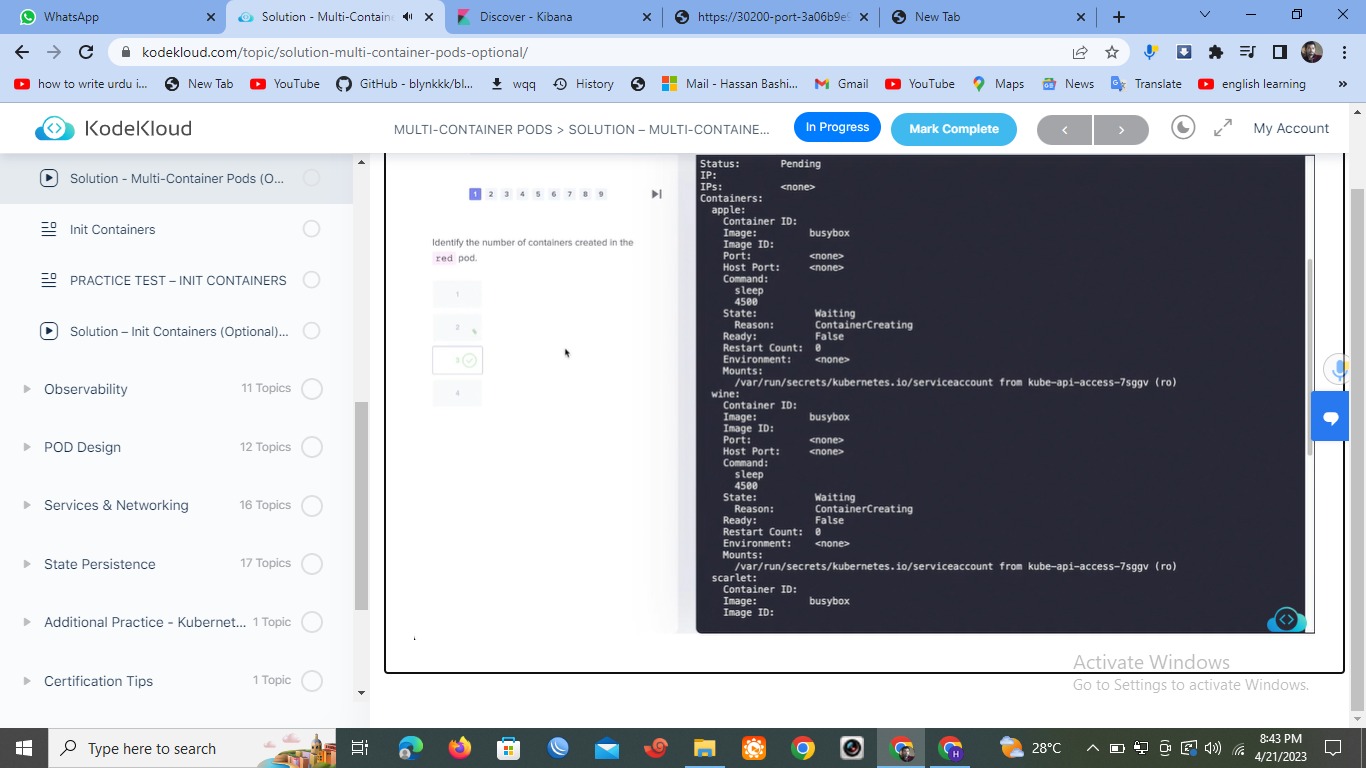 WhatsApp
Solution - Multi-Containe
Discover - Kibana
https://30200-port-3a06b9e9
New Tab
kodekloud.com/topic/solution-multi-container-pods-optional/
how to write urdu i...
New Tab
YouTube
GitHub - blynkkk/bl...
wqq
History
Mail - Hassan Bashi...
Gmail
YouTube
Maps
News
Translate
english learning
»
KodeKloud
MULTI-CONTAINER PODS > SOLUTION – MULTI-CONTAINE...
In Progress
Mark Complete
My Account
Solution - Multi-Container Pods (O...
Init Containers
PRACTICE TEST – INIT CONTAINERS
Solution – Init Containers (Optional)...
Observability 11 Topics
POD Design 12 Topics
Services & Networking 16 Topics
State Persistence 17 Topics
Additional Practice - Kubernet... 1 Topic
Certification Tips 1 Topic
1 2 3 4 5 6 7 8 9
Identify the number of containers created in the
red pod.
1
2
3
4
Status: Pending
IP:
IPs: <none>
Containers:
apple:
Container ID:
Image: busybox
Image ID:
Port: <none>
Host Port: <none>
Command:
sleep
4500
State: Waiting
Reason: ContainerCreating
Ready: False
Restart Count: 0
Environment: <none>
Mounts:
/var/run/secrets/kubernetes.io/serviceaccount from kube-api-access-7sggv (ro)
wine:
Container ID:
Image: busybox
Image ID:
Port: <none>
Host Port: <none>
Command:
sleep
4500
State: Waiting
Reason: ContainerCreating
Ready: False
Restart Count: 0
Environment: <none>
Mounts:
/var/run/secrets/kubernetes.io/serviceaccount from kube-api-access-7sggv (ro)
scarlet:
Container ID:
Image: busybox
Image ID:
Activate Windows
Go to Settings to activate Windows.
Type here to search
28°C
8:43 PM
4/21/2023